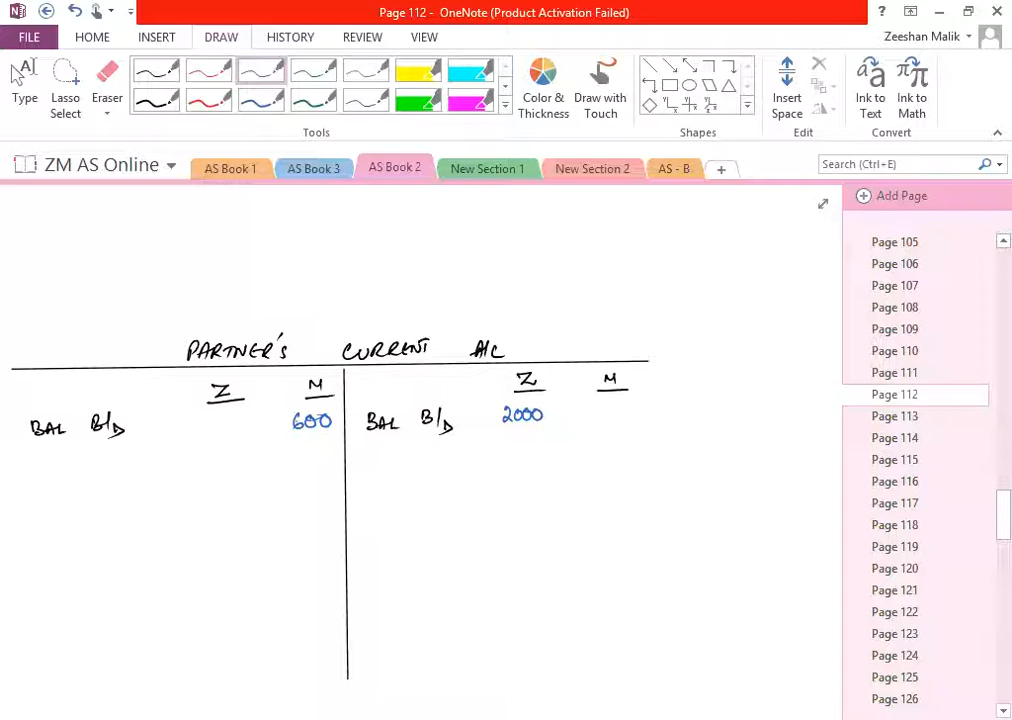 Page 112 - OneNote (Product Activation Failed)
?
FILE HOME INSERT DRAW HISTORY REVIEW VIEW Zeeshan Malik
Type Lasso Select Eraser Color & Thickness Draw with Touch Insert Space Ink to Text Ink to Math
Tools Shapes Edit Convert
ZM AS Online AS Book 1 AS Book 3 AS Book 2 New Section 1 New Section 2 AS - B Search (Ctrl+E)
Add Page
Page 105
Page 106
Page 107
Page 108
Page 109
Page 110
Page 111
Page 112
Page 113
Page 114
Page 115
Page 116
Page 117
Page 118
Page 119
Page 120
Page 121
Page 122
Page 123
Page 124
Page 125
Page 126
PARTNER'S CURRENT A/C
Z M Z M
BAL B/D 600 BAL B/D 2000